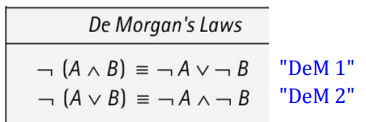 De Morgan's Laws
¬ (A ∧ B) ≡ ¬ A ∨ ¬ B "DeM 1"
¬ (A ∨ B) ≡ ¬ A ∧ ¬ B "DeM 2"